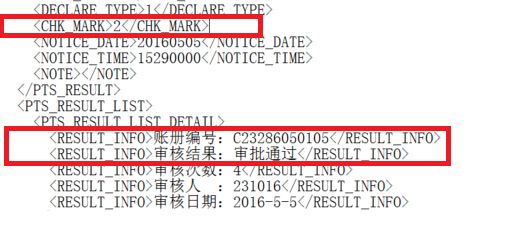 <DECLARE_TYPE>1</DECLARE_TYPE>
<CHK_MARK>2</CHK_MARK>
<NOTICE_DATE>20160505</NOTICE_DATE>
<NOTICE_TIME>15290000</NOTICE_TIME>
<NOTE></NOTE>
</PTS_RESULT>
<PTS_RESULT_LIST>
<PTS_RESULT_LIST_DETAIL>
<RESULT_INFO>账册编号：C23286050105</RESULT_INFO>
<RESULT_INFO>审核结果：审批通过</RESULT_INFO>
<RESULT_INFO>审核次数：4</RESULT_INFO>
<RESULT_INFO>审核人　：231016</RESULT_INFO>
<RESULT_INFO>审核日期：2016-5-5</RESULT_INFO>